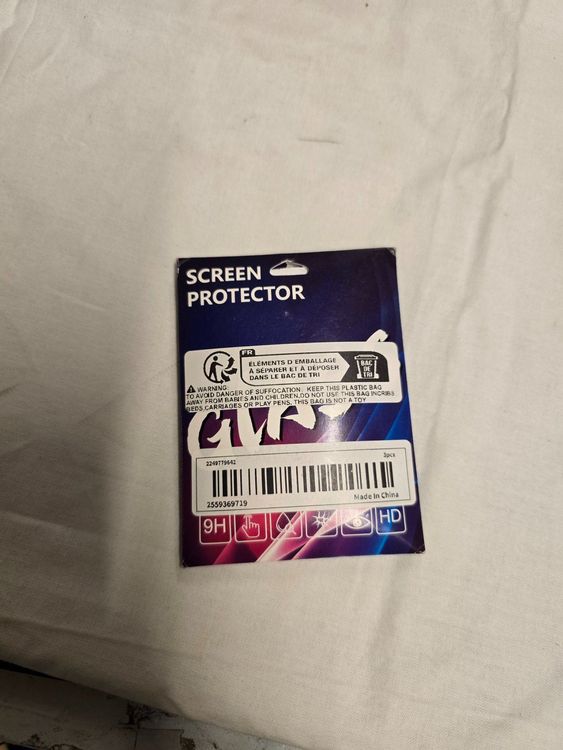 SCREEN
PROTECTOR
FR
ÉLÉMENTS D'EMBALLAGE
À SÉPARER ET À DÉPOSER
DANS LE BAC DE TRI
BAC
DE
TRI
WARNING:
TO AVOID DANGER OF SUFFOCATION. KEEP THIS PLASTIC BAG
AWAY FROM BABIES AND CHILDREN.DO NOT USE THIS BAG INCRIBS
BEDS,CARRIAGES OR PLAY PENS, THIS BAG IS NOT A TOY
2249779642
3pcs
2559369719
Made In China
9H
HD